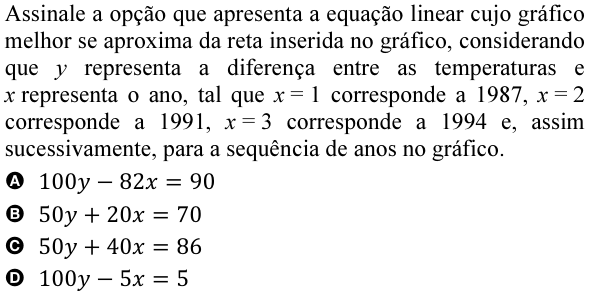 Assinale a opção que apresenta a equação linear cujo gráfico
melhor se aproxima da reta inserida no gráfico, considerando
que y representa a diferença entre as temperaturas e
x representa o ano, tal que x = 1 corresponde a 1987, x = 2
corresponde a 1991, x = 3 corresponde a 1994 e, assim
sucessivamente, para a sequência de anos no gráfico.
A 100y − 82x = 90
B 50y + 20x = 70
C 50y + 40x = 86
D 100y − 5x = 5